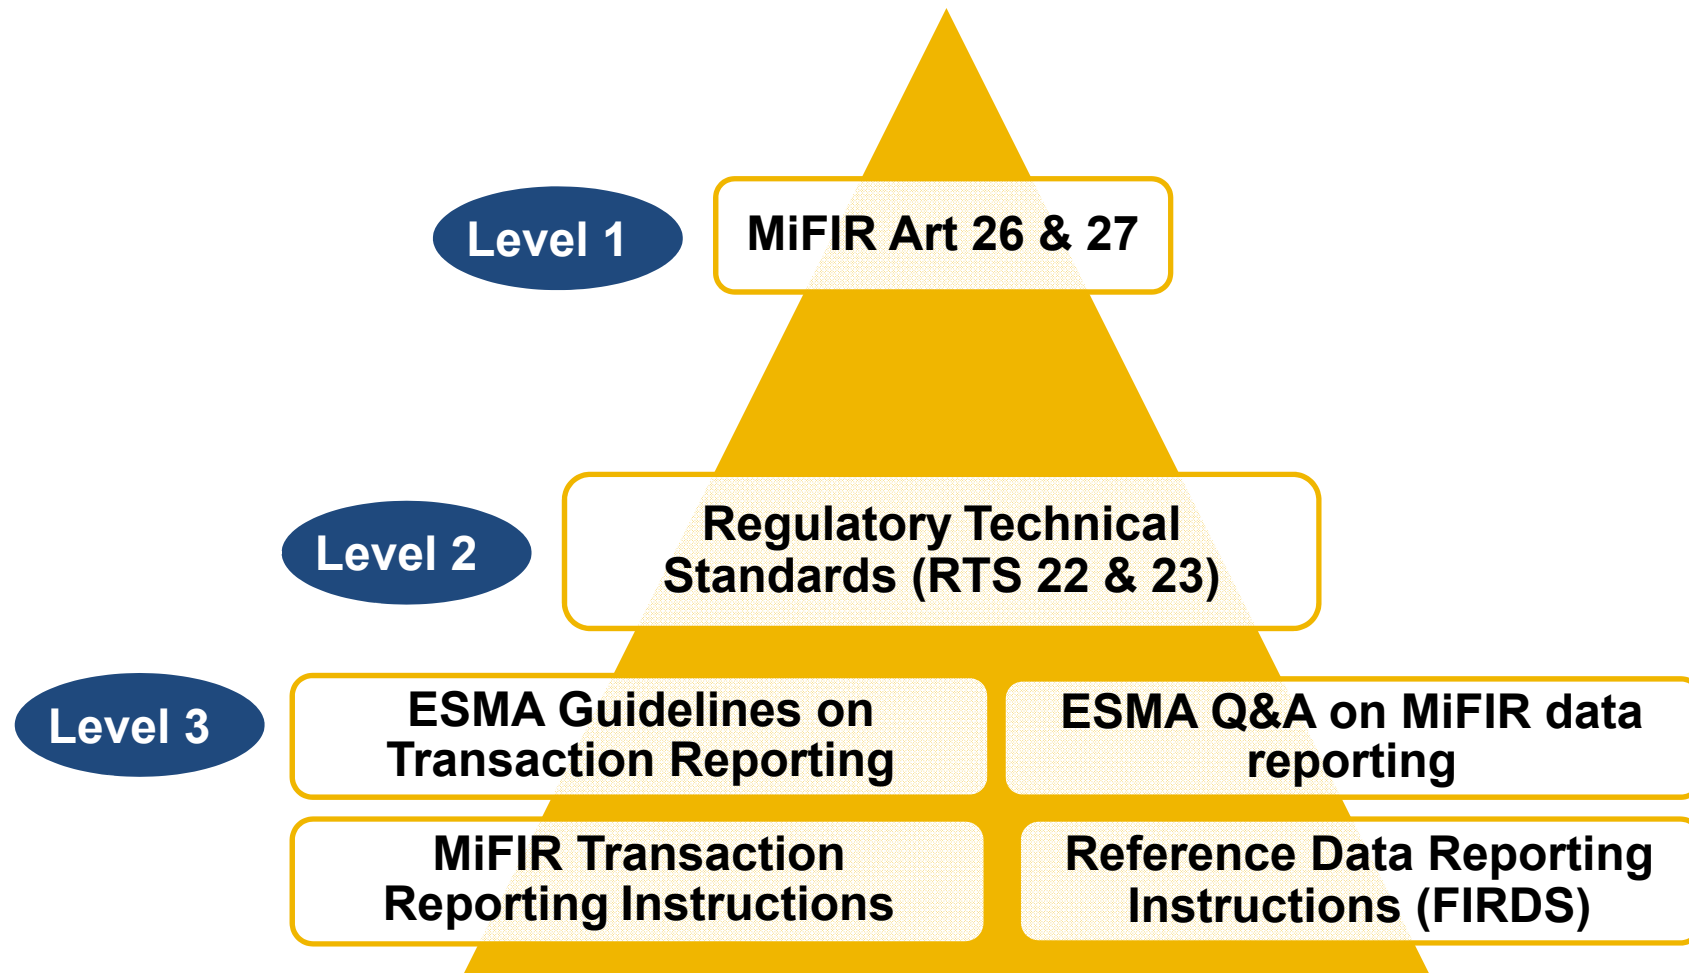 Level 1
MiFIR Art 26 & 27
Level 2
Regulatory Technical
Standards (RTS 22 & 23)
Level 3
ESMA Guidelines on
Transaction Reporting
ESMA Q&A on MiFIR data
reporting
MiFIR Transaction
Reporting Instructions
Reference Data Reporting
Instructions (FIRDS)